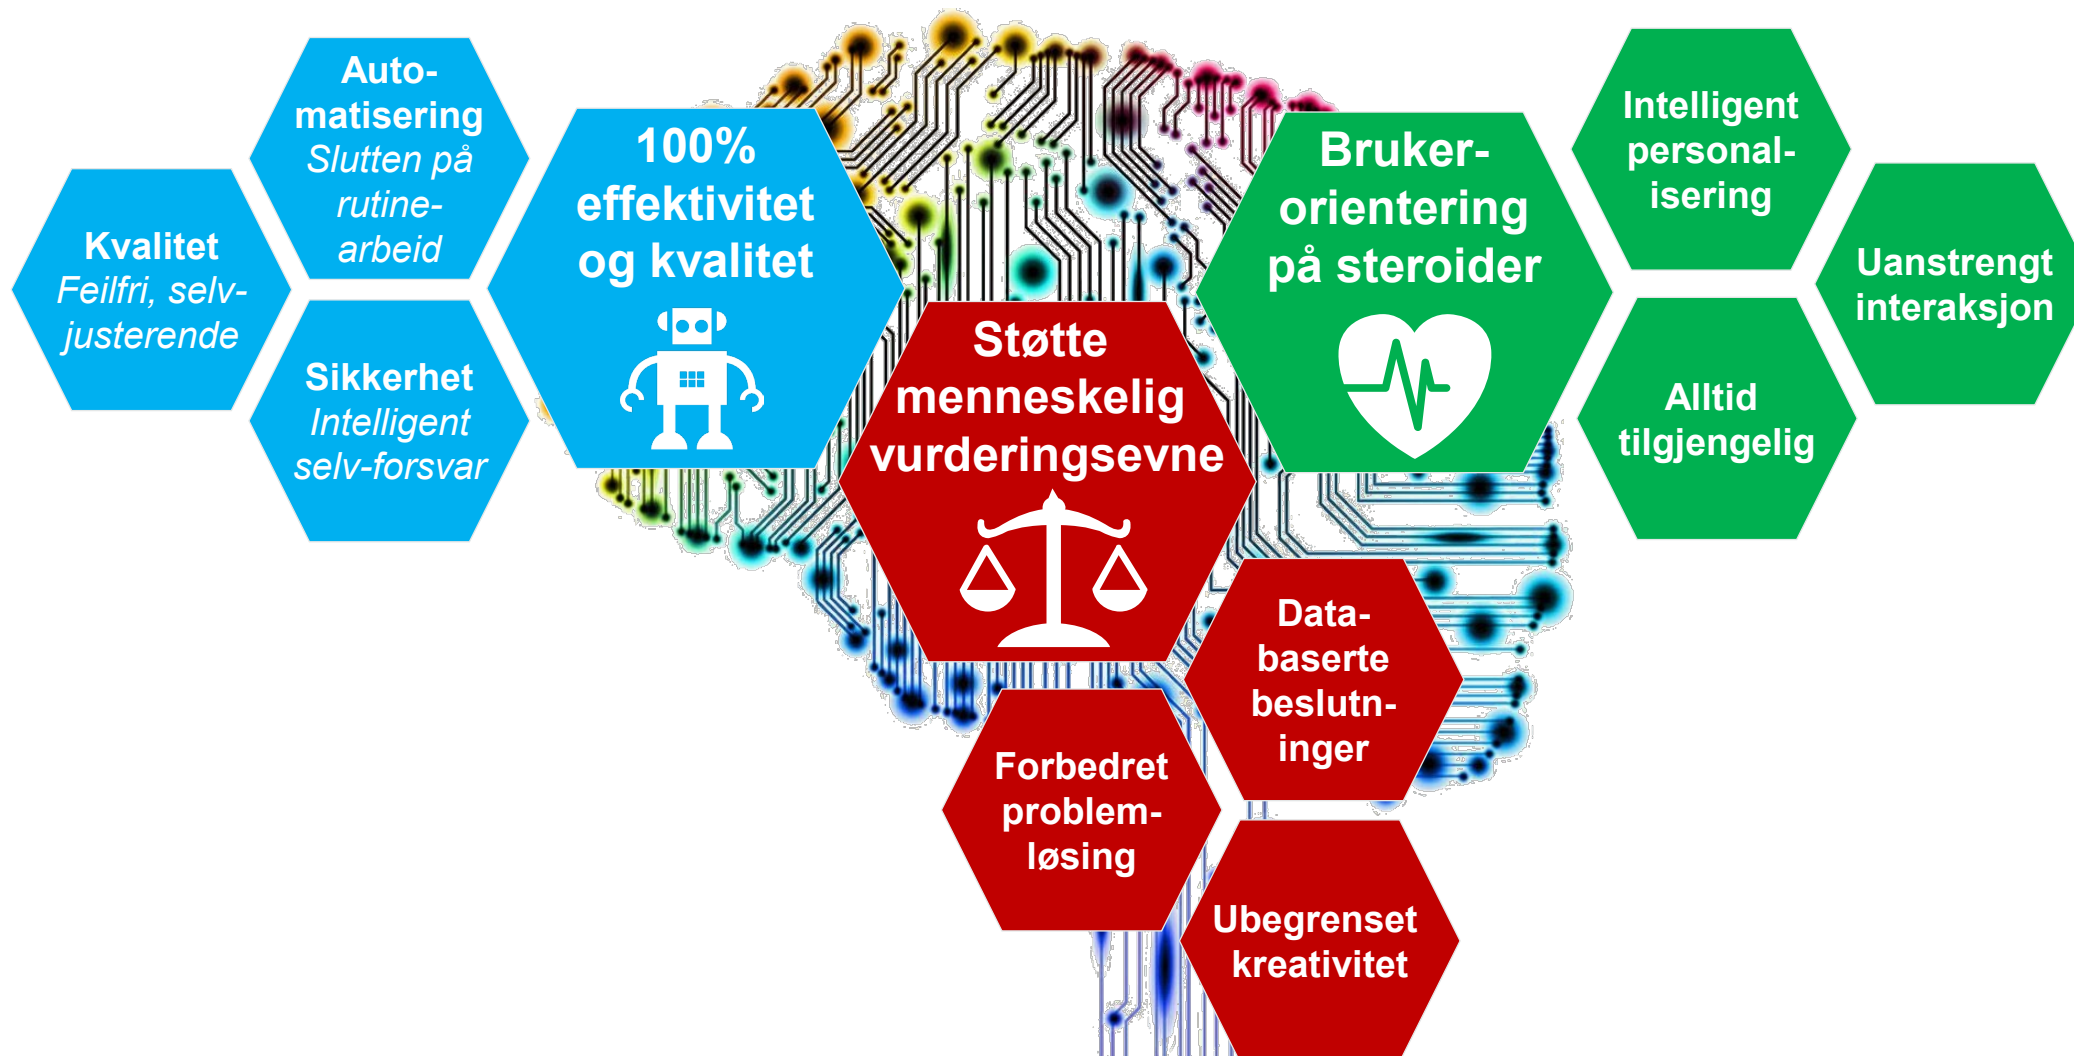 Auto-
matisering
Slutten på
rutine-
arbeid
Kvalitet
Feilfri, selv-
justerende
Sikkerhet
Intelligent
selv-forsvar
100%
effektivitet
og kvalitet
Støtte
menneskelig
vurderingsevne
Data-
baserte
beslutn-
inger
Forbedret
problem-
løsing
Ubegrenset
kreativitet
Bruker-
orientering
på steroider
Intelligent
personal-
isering
Uanstrengt
interaksjon
Alltid
tilgjengelig